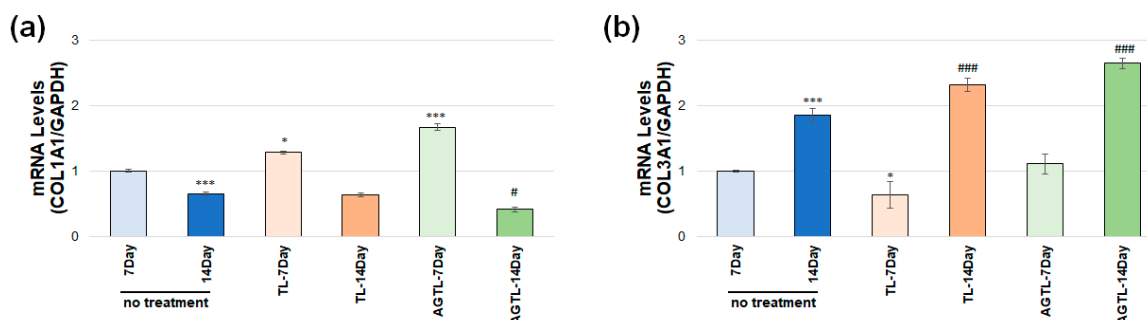 (a)
mRNA Levels
(COL1A1/GAPDH)
3
2
1
0
***
*
***
#
7Day
14Day
TL-7Day
TL-14Day
AGTL-7Day
AGTL-14Day
no treatment
(b)
mRNA Levels
(COL3A1/GAPDH)
3
2
1
0
***
*
###
###
7Day
14Day
TL-7Day
TL-14Day
AGTL-7Day
AGTL-14Day
no treatment